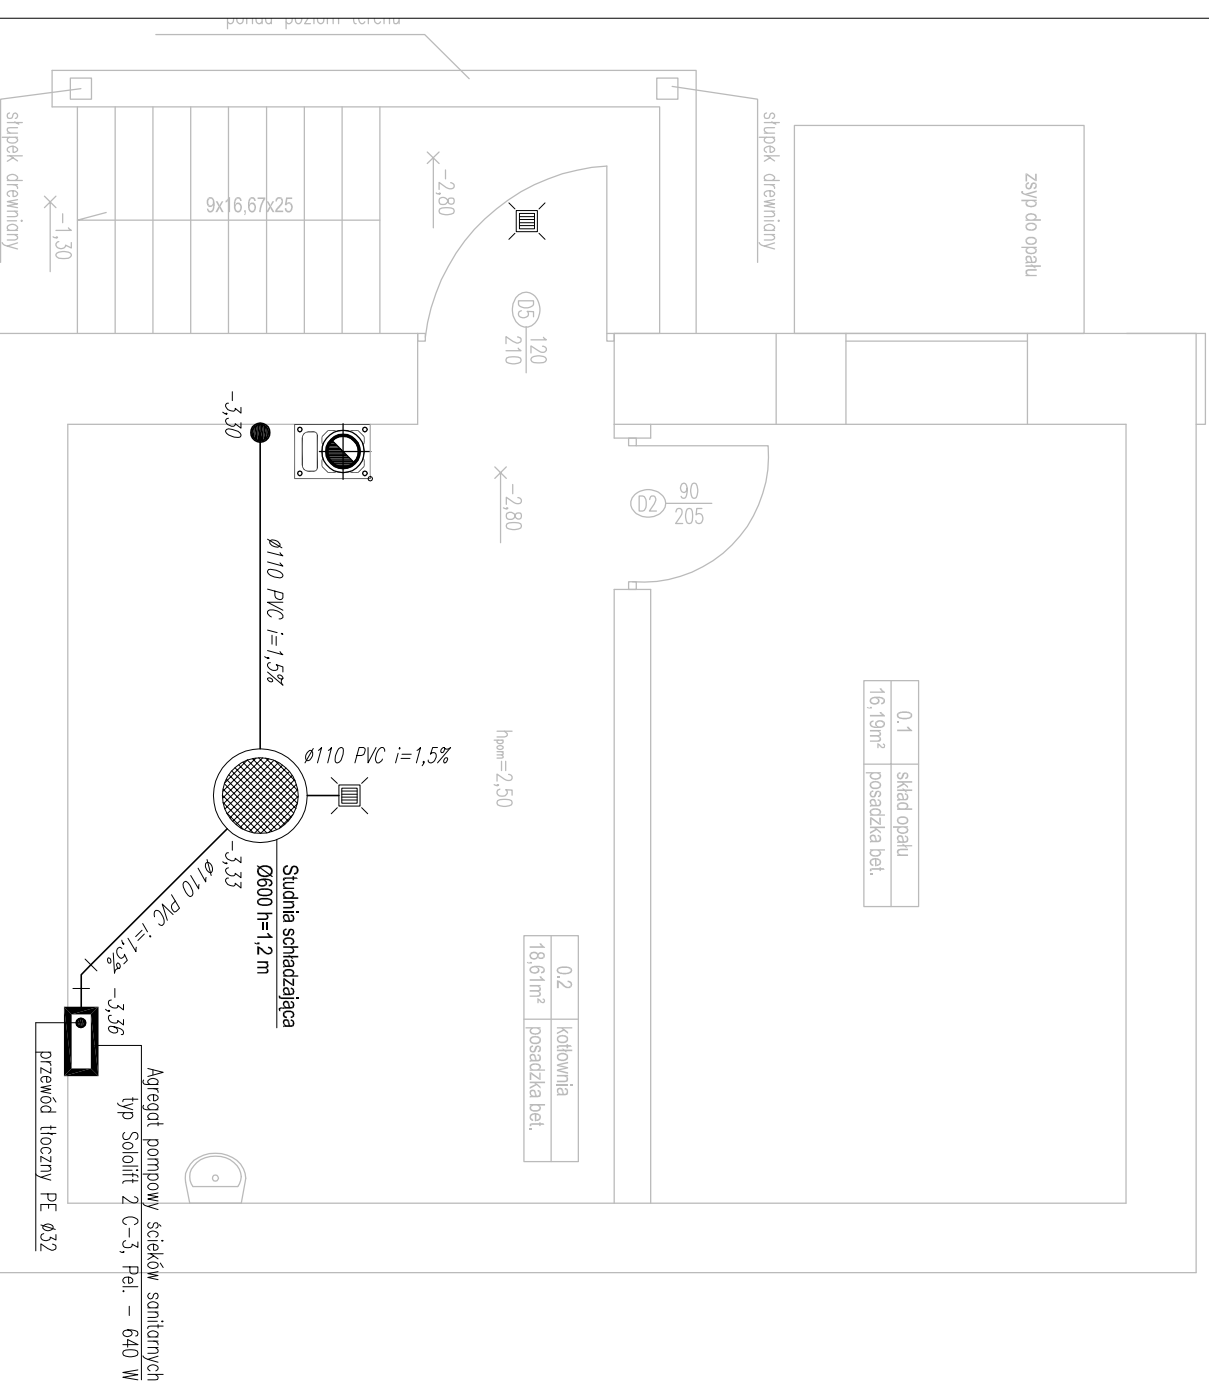 ponad poziom terenu
słupek drewniany
słupek drewniany
zsyp do opału
-2,80
-1,30
9x16,67x25
D5
120
210
-3,30
-2,80
D2
90
205
ø110 PVC i=1,5%
ø110 PVC i=1,5%
hpom=2,50
0.1
skład opału
16,19m²
posadzka bet.
-3,33
ø110 PVC i=1,5%
Studnia schładzająca
Ø600 h=1,2 m
0.2
kotłownia
18,61m²
posadzka bet.
-3,36
przewód tłoczny PE ø32
Agregat pompowy ścieków sanitarnych
typ Sololift 2 C-3, Pel. - 640 W